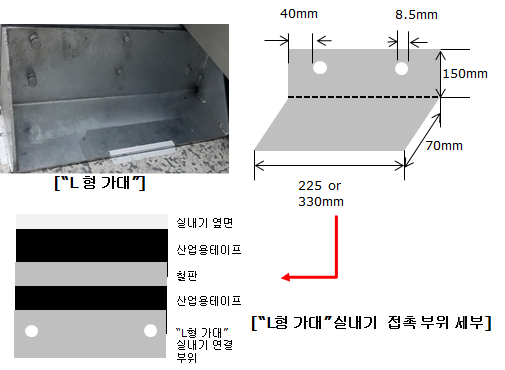 40mm
8.5mm
150mm
70mm
225 or
330mm
["L 형 가대"]
실내기 옆면
산업용테이프
철판
산업용테이프
"L형 가대"
실내기 연결
부위
["L형 가대"실내기 접촉 부위 세부]